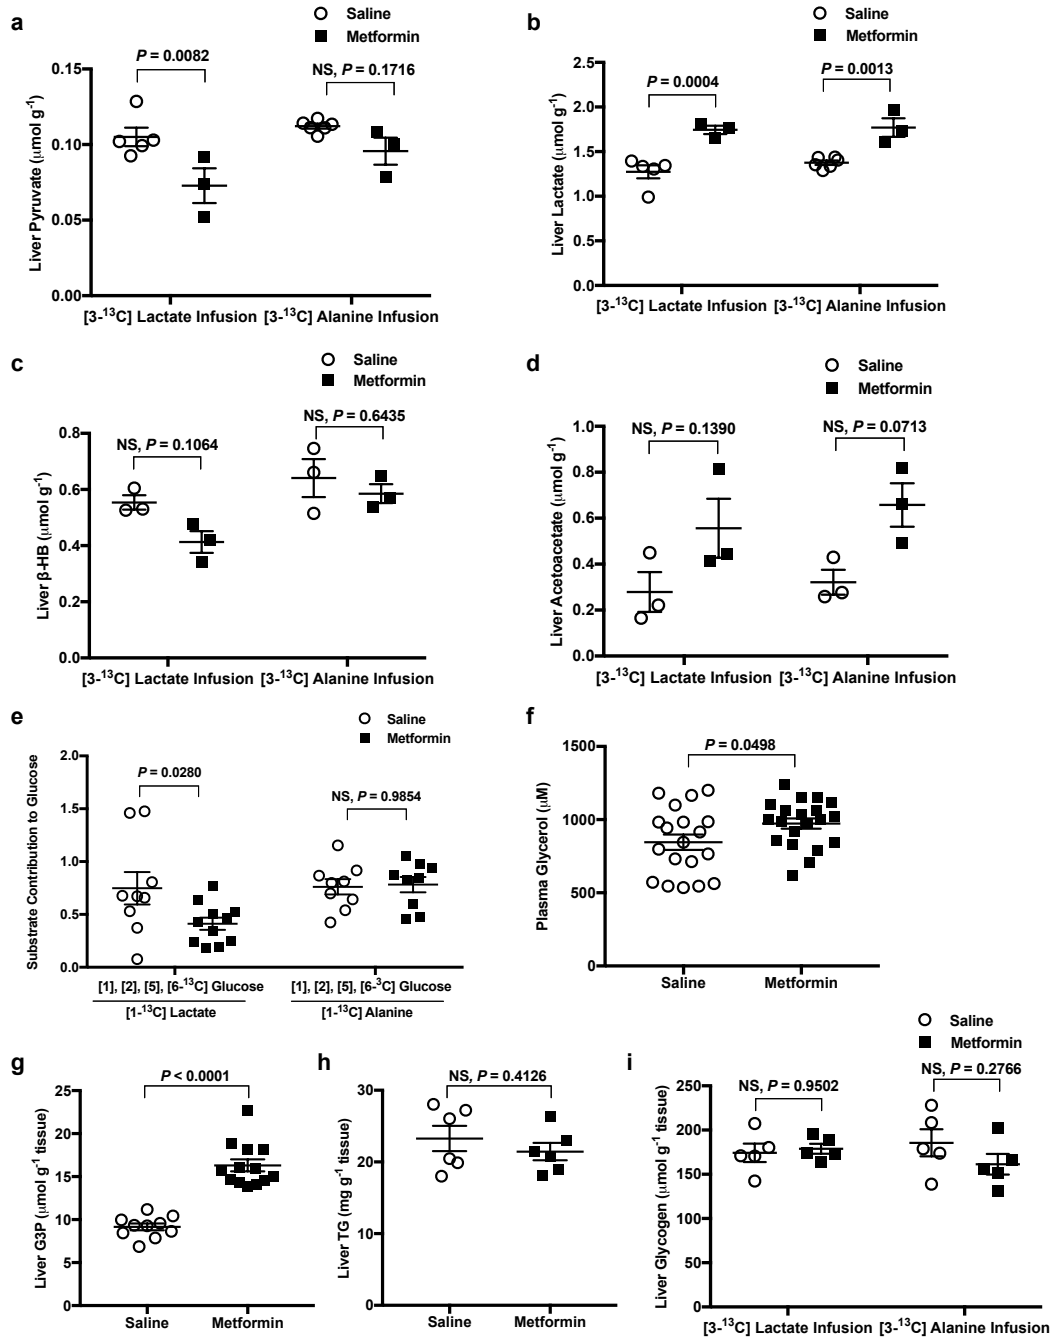 a
Saline
Metformin
P = 0.0082
NS, P = 0.1716
Liver Pyruvate (μmol g⁻¹)
0.15
0.10
0.05
0.00
[3-¹³C] Lactate Infusion
[3-¹³C] Alanine Infusion
b
Saline
Metformin
P = 0.0004
P = 0.0013
Liver Lactate (μmol g⁻¹)
2.5
2.0
1.5
1.0
0.5
0.0
[3-¹³C] Lactate Infusion
[3-¹³C] Alanine Infusion
c
Saline
Metformin
NS, P = 0.1064
NS, P = 0.6435
Liver β-HB (μmol g⁻¹)
0.8
0.6
0.4
0.2
0.0
[3-¹³C] Lactate Infusion
[3-¹³C] Alanine Infusion
d
Saline
Metformin
NS, P = 0.1390
NS, P = 0.0713
Liver Acetoacetate (μmol g⁻¹)
1.0
0.8
0.6
0.4
0.2
0.0
[3-¹³C] Lactate Infusion
[3-¹³C] Alanine Infusion
e
Saline
Metformin
P = 0.0280
NS, P = 0.9854
Substrate Contribution to Glucose
2.0
1.5
1.0
0.5
0.0
[1], [2], [5], [6-¹³C] Glucose
[1-¹³C] Lactate
[1], [2], [5], [6-³C] Glucose
[1-¹³C] Alanine
f
P = 0.0498
Plasma Glycerol (μM)
1500
1000
500
0
Saline
Metformin
g
P < 0.0001
Liver G3P (μmol g⁻¹ tissue)
25
20
15
10
5
0
Saline
Metformin
h
NS, P = 0.4126
Liver TG (mg g⁻¹ tissue)
30
20
10
0
Saline
Metformin
i
Saline
Metformin
NS, P = 0.9502
NS, P = 0.2766
Liver Glycogen (μmol g⁻¹ tissue)
250
200
150
100
50
0
[3-¹³C] Lactate Infusion
[3-¹³C] Alanine Infusion